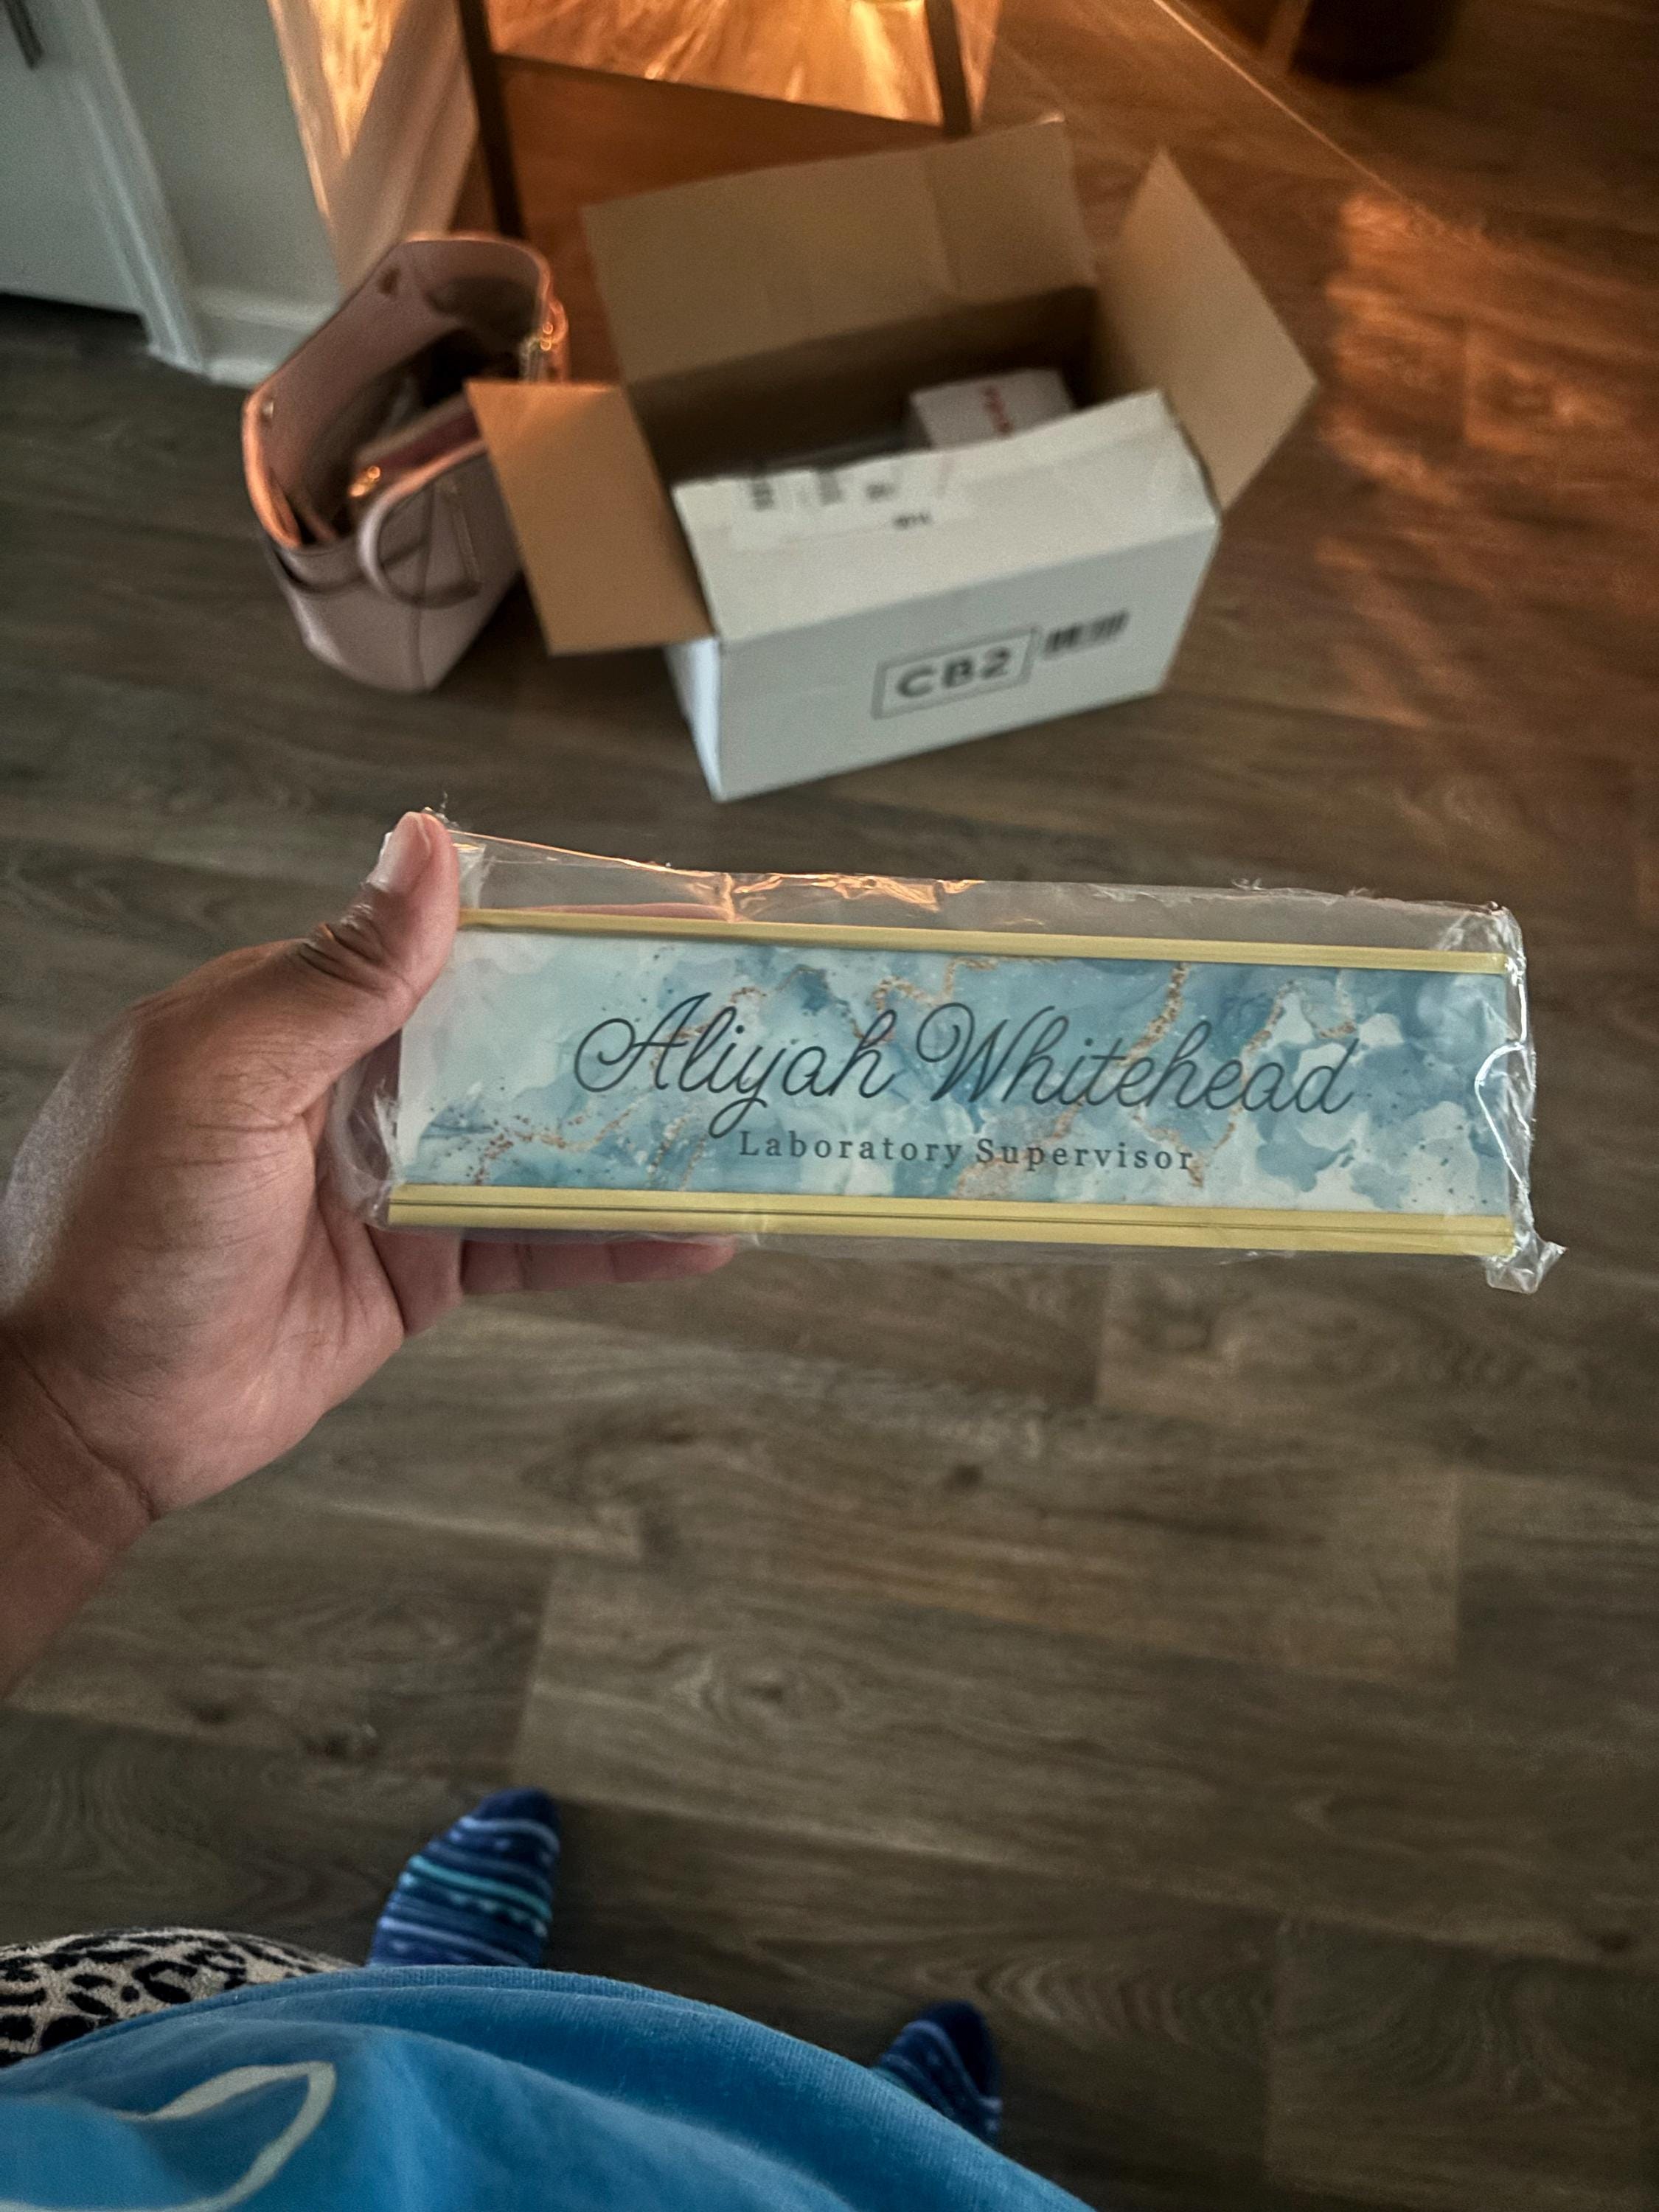 CB2
Aliyah Whitehead
Laboratory Supervisor